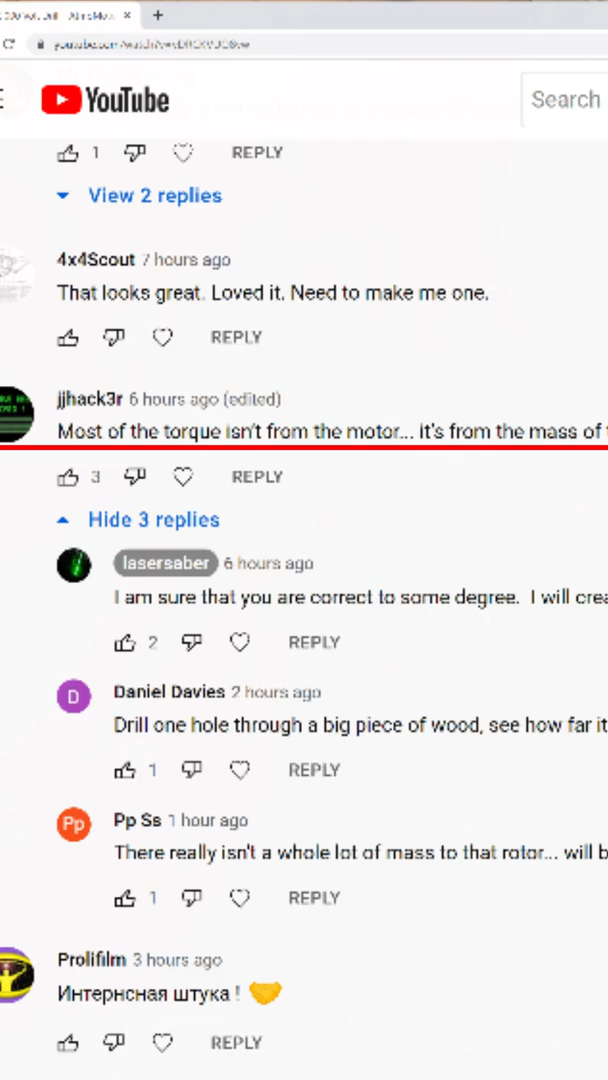 YouTube
Search
1 REPLY
View 2 replies
4x4Scout 7 hours ago
That looks great. Loved it. Need to make me one.
REPLY
jjhack3r 6 hours ago (edited)
Most of the torque isn't from the motor... it's from the mass of
3 REPLY
Hide 3 replies
lasersaber 6 hours ago
I am sure that you are correct to some degree. I will crea
2 REPLY
D Daniel Davies 2 hours ago
Drill one hole through a big piece of wood, see how far it
1 REPLY
Pp Pp Ss 1 hour ago
There really isn't a whole lot of mass to that rotor... will b
1 REPLY
Prolifilm 3 hours ago
Интернсная штука !
REPLY